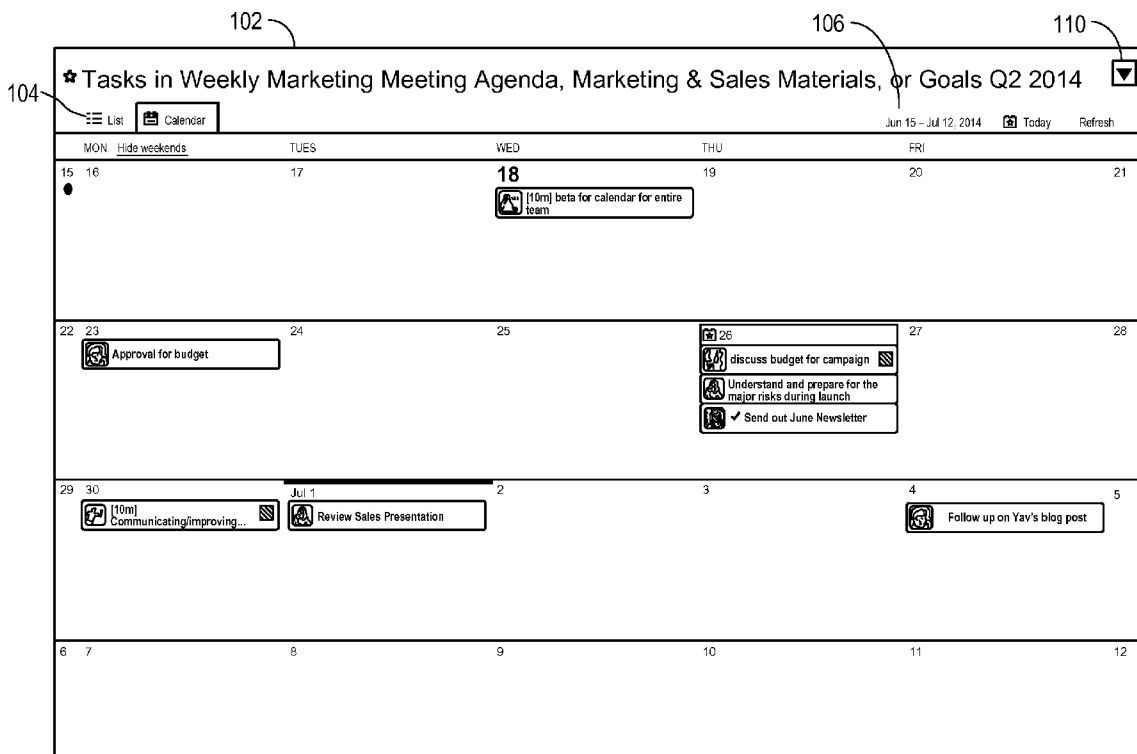 102
106
110
Tasks in Weekly Marketing Meeting Agenda, Marketing & Sales Materials, or Goals Q2 2014
104
List
Calendar
Jun 15 – Jul 12, 2014
Today
Refresh
MON Hide weekends TUES WED THU FRI
15 16 17 18 19 20 21
[10m] beta for calendar for entire
team
22 23 24 25 26 27 28
Approval for budget
discuss budget for campaign
Understand and prepare for the
major risks during launch
✓ Send out June Newsletter
29 30 Jul 1 2 3 4 5
[10m]
Communicating/improving...
Review Sales Presentation
Follow up on Yav's blog post
6 7 8 9 10 11 12